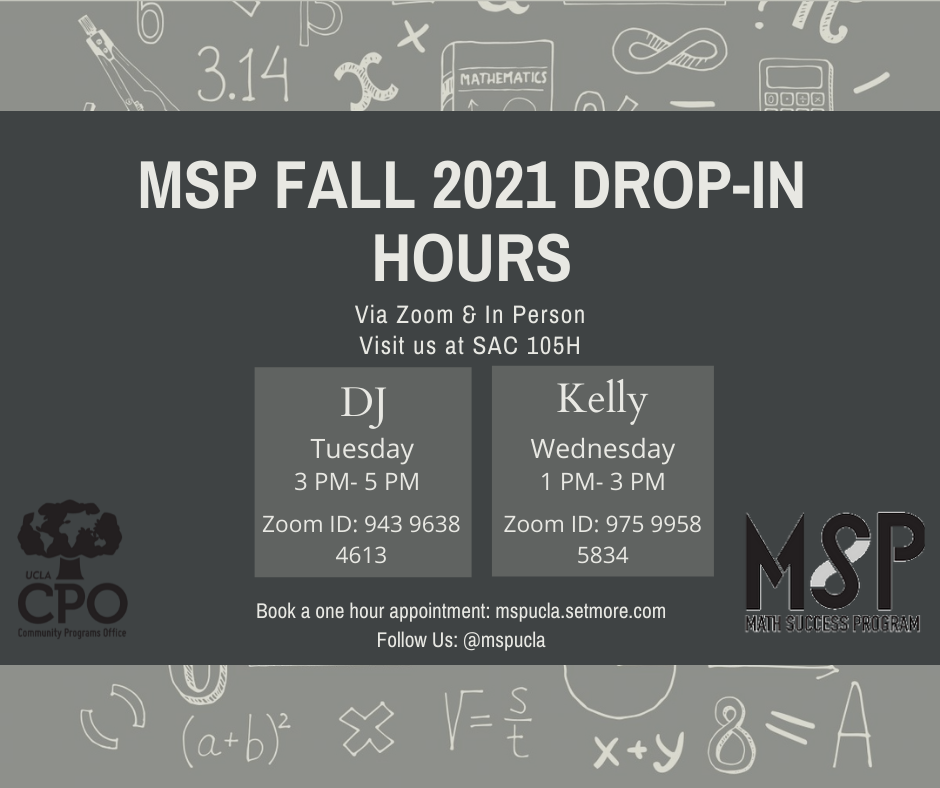 3.14
MATHEMATICS
MSP FALL 2021 DROP-IN
HOURS
Via Zoom & In Person
Visit us at SAC 105H
DJ
Tuesday
3 PM- 5 PM
Zoom ID: 943 9638
4613
Kelly
Wednesday
1 PM- 3 PM
Zoom ID: 975 9958
5834
UCLA
CPO
Community Programs Office
MSP
MATH SUCCESS PROGRAM
Book a one hour appointment: mspucla.setmore.com
Follow Us: @mspucla
(a+b)²
V= s/t
x+y
8 = A